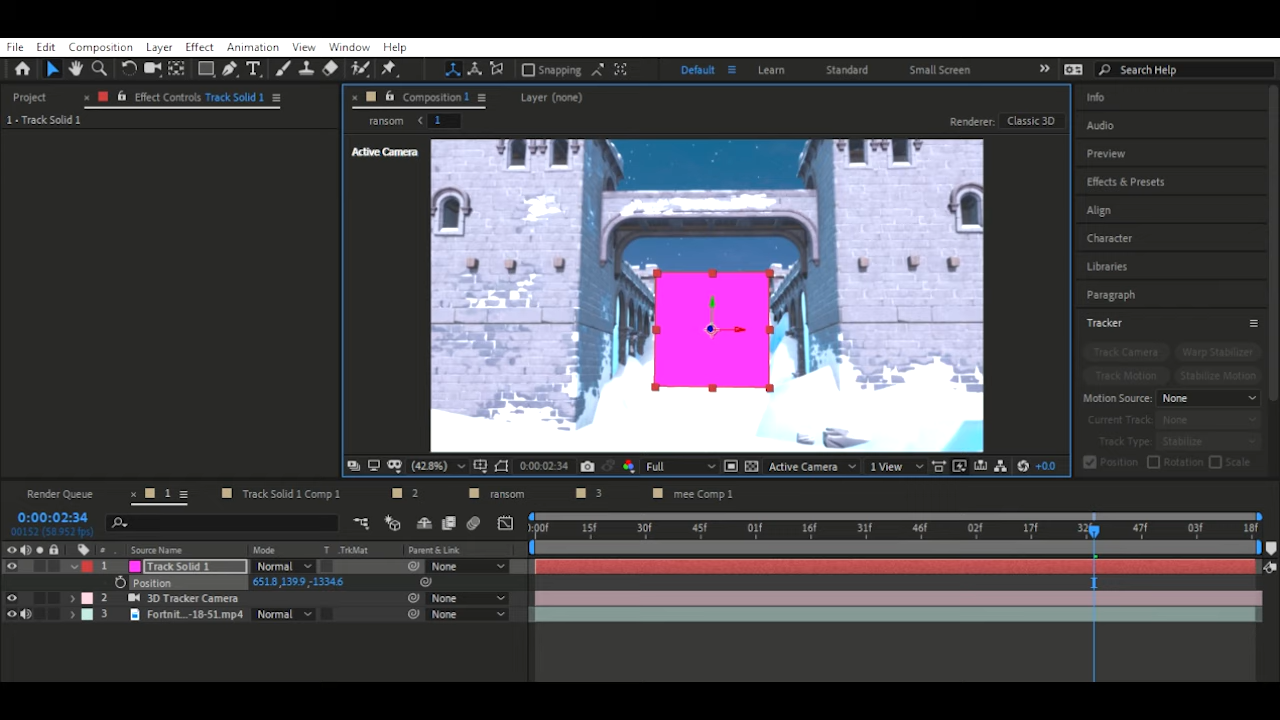 File Edit Composition Layer Effect Animation View Window Help
Snapping Default Learn Standard Small Screen Search Help
Project Effect Controls Track Solid 1 Composition 1 Layer (none) Info
1 • Track Solid 1 ransom 1 Renderer: Classic 3D Audio
Active Camera Preview
Effects & Presets
Align
Character
Libraries
Paragraph
Tracker
Track Camera Warp Stabilizer
Track Motion Stabilize Motion
Motion Source: None
Current Track: None
Track Type: Stabilize
Position Rotation Scale
(42.8%) 0:00:02:34 Full Active Camera 1 View +0.0
Render Queue 1 Track Solid 1 Comp 1 2 ransom 3 mee Comp 1
0:00:02:34
00152 (58.952 fps)
:00f 15f 30f 45f 01f 16f 31f 46f 02f 17f 32f 47f 03f 18f
# Source Name Mode T .TrkMat Parent & Link
1 Track Solid 1 Normal None
Position 651.8,139.9,-1334.6
2 3D Tracker Camera None
3 Fortnit...-18-51.mp4 Normal None